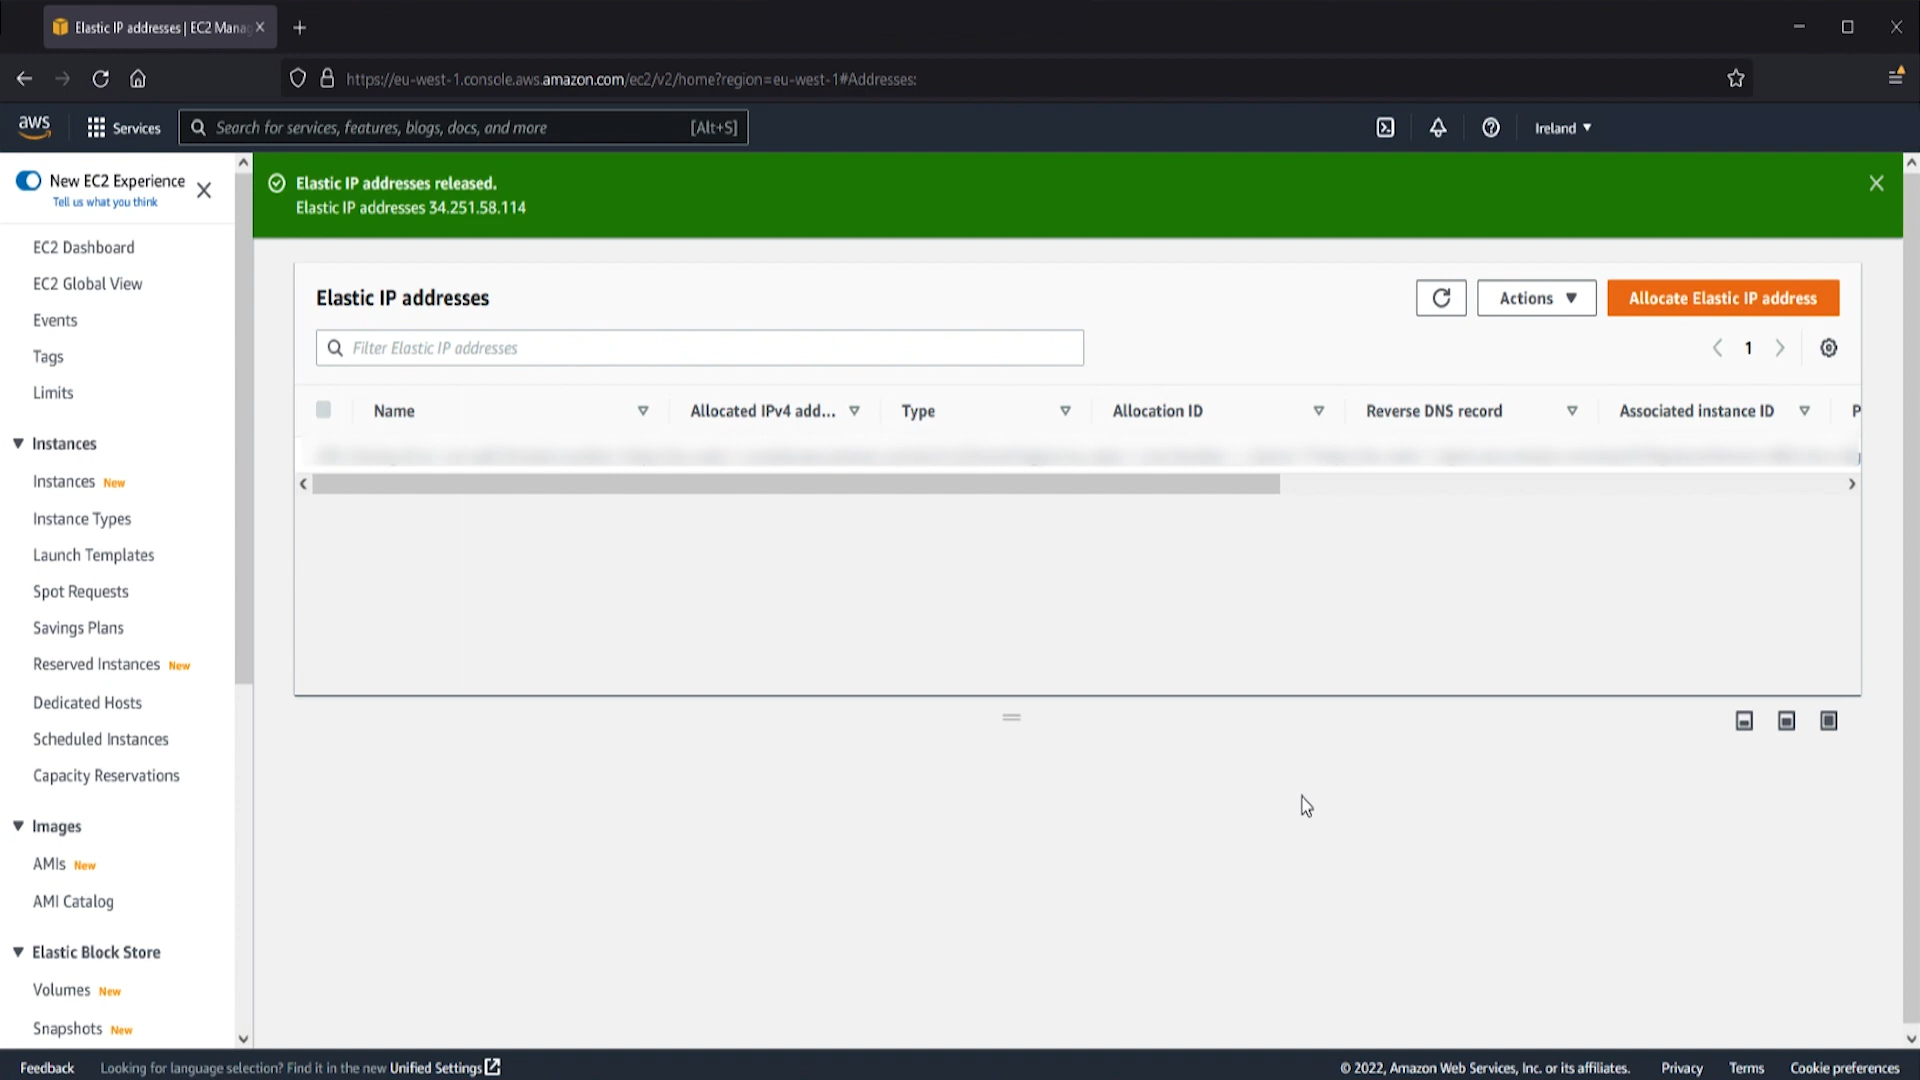 Elastic IP addresses | EC2 Mana
https://eu-west-1.console.aws.amazon.com/ec2/v2/home?region=eu-west-1#Addresses:
aws
Services
Search for services, features, blogs, docs, and more
[Alt+S]
Ireland
New EC2 Experience
Tell us what you think
EC2 Dashboard
EC2 Global View
Events
Tags
Limits
Instances
Instances New
Instance Types
Launch Templates
Spot Requests
Savings Plans
Reserved Instances New
Dedicated Hosts
Scheduled Instances
Capacity Reservations
Images
AMIs New
AMI Catalog
Elastic Block Store
Volumes New
Snapshots New
Elastic IP addresses released.
Elastic IP addresses 34.251.58.114
Elastic IP addresses
Actions
Allocate Elastic IP address
Filter Elastic IP addresses
1
Name
Allocated IPv4 add...
Type
Allocation ID
Reverse DNS record
Associated instance ID
P
Feedback
Looking for language selection? Find it in the new Unified Settings
© 2022, Amazon Web Services, Inc. or its affiliates.
Privacy
Terms
Cookie preferences